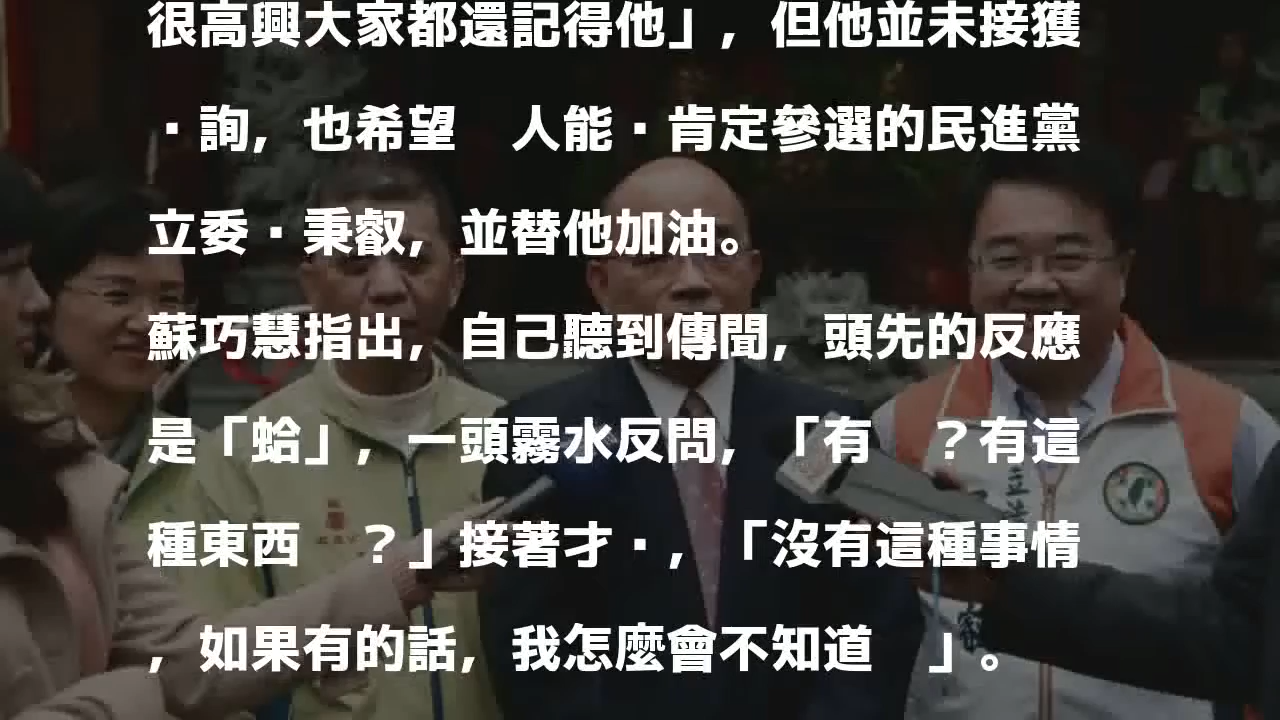 很高興大家都還記得他」，但他並未接獲
·詢，也希望　人能·肯定參選的民進黨
立委·秉叡，並替他加油。
蘇巧慧指出，自己聽到傳聞，頭先的反應
是「蛤」，一頭霧水反問，「有　？有這
種東西　？」接著才·，「沒有這種事情
，如果有的話，我怎麼會不知道　」。
立